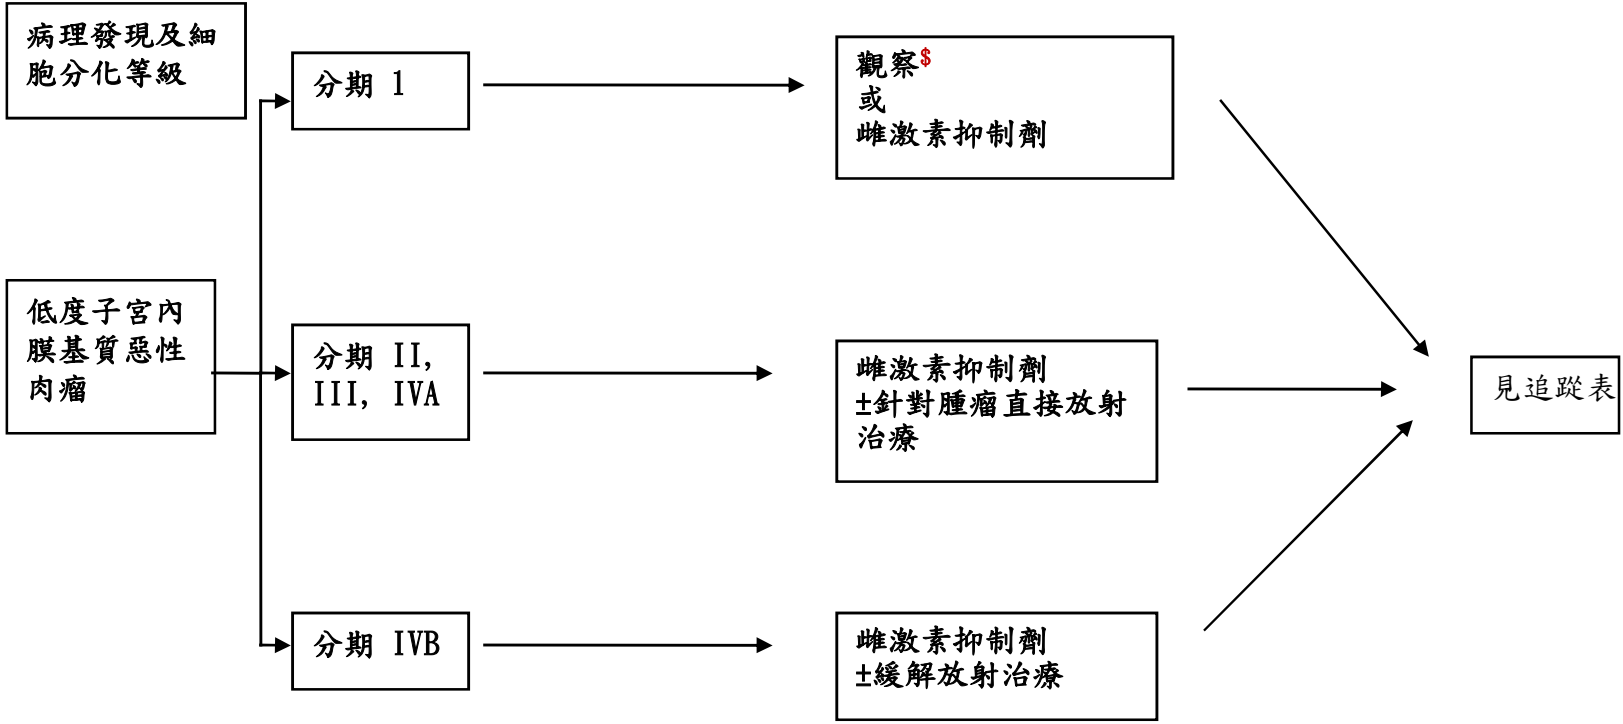 病理發現及細
胞分化等級
分期 1
觀察$
或
雌激素抑制劑
低度子宮內
膜基質惡性
肉瘤
分期 II,
III, IVA
雌激素抑制劑
±針對腫瘤直接放射
治療
見追蹤表
分期 IVB
雌激素抑制劑
±緩解放射治療